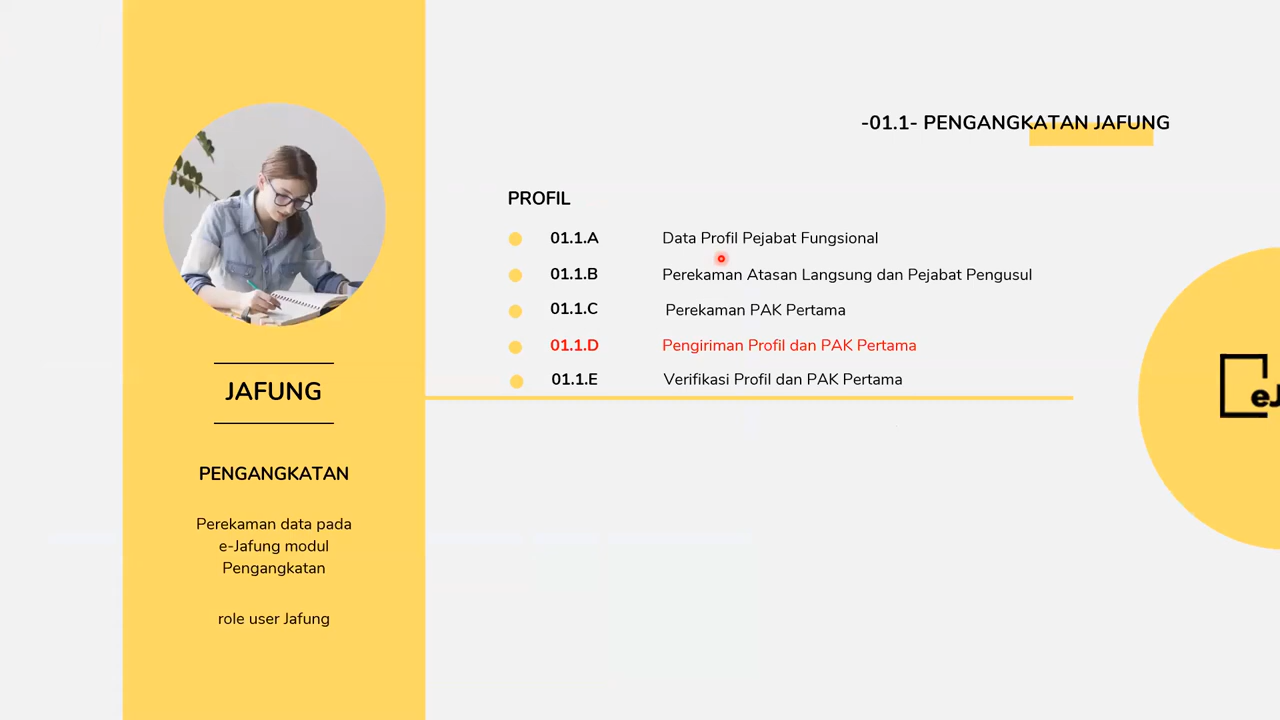 -01.1- PENGANGKATAN JAFUNG
PROFIL
01.1.A Data Profil Pejabat Fungsional
01.1.B Perekaman Atasan Langsung dan Pejabat Pengusul
01.1.C Perekaman PAK Pertama
01.1.D Pengiriman Profil dan PAK Pertama
01.1.E Verifikasi Profil dan PAK Pertama
JAFUNG
PENGANGKATAN
Perekaman data pada
e-Jafung modul
Pengangkatan
role user Jafung